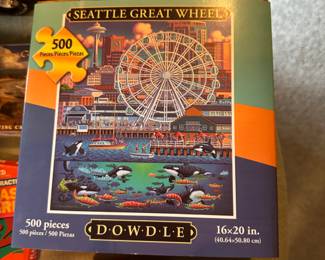 SEATTLE GREAT WHEEL
500
Pieces/Pièces/Piezas
500 pieces
500 pièces / 500 Piezas
D·O·W·D·L·E
16x20 in.
(40.64x50.80 cm)